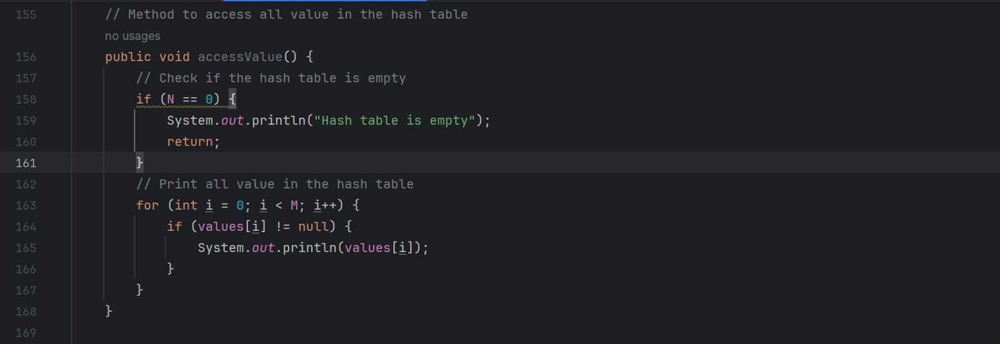 155 // Method to access all value in the hash table
no usages
156 public void accessValue() {
157 // Check if the hash table is empty
158 if (N == 0) {
159 System.out.println("Hash table is empty");
160 return;
161 }
162 // Print all value in the hash table
163 for (int i = 0; i < M; i++) {
164 if (values[i] != null) {
165 System.out.println(values[i]);
166 }
167 }
168 }
169